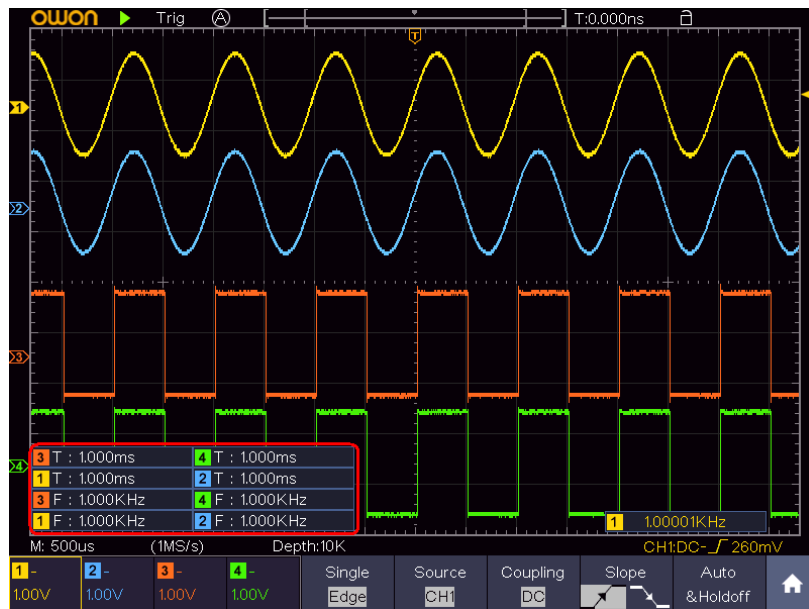 OWON Trig A T:0.000ns
T
1
2
3
4
3 T : 1.000ms 4 T : 1.000ms
1 T : 1.000ms 2 T : 1.000ms
3 F : 1.000KHz 4 F : 1.000KHz
1 F : 1.000KHz 2 F : 1.000KHz
1 1.00001KHz
M: 500us (1MS/s) Depth:10K CH1:DC- 260mV
1 - 2 - 3 - 4 - Single Source Coupling Slope Auto
1.00V 1.00V 1.00V 1.00V Edge CH1 DC &Holdoff